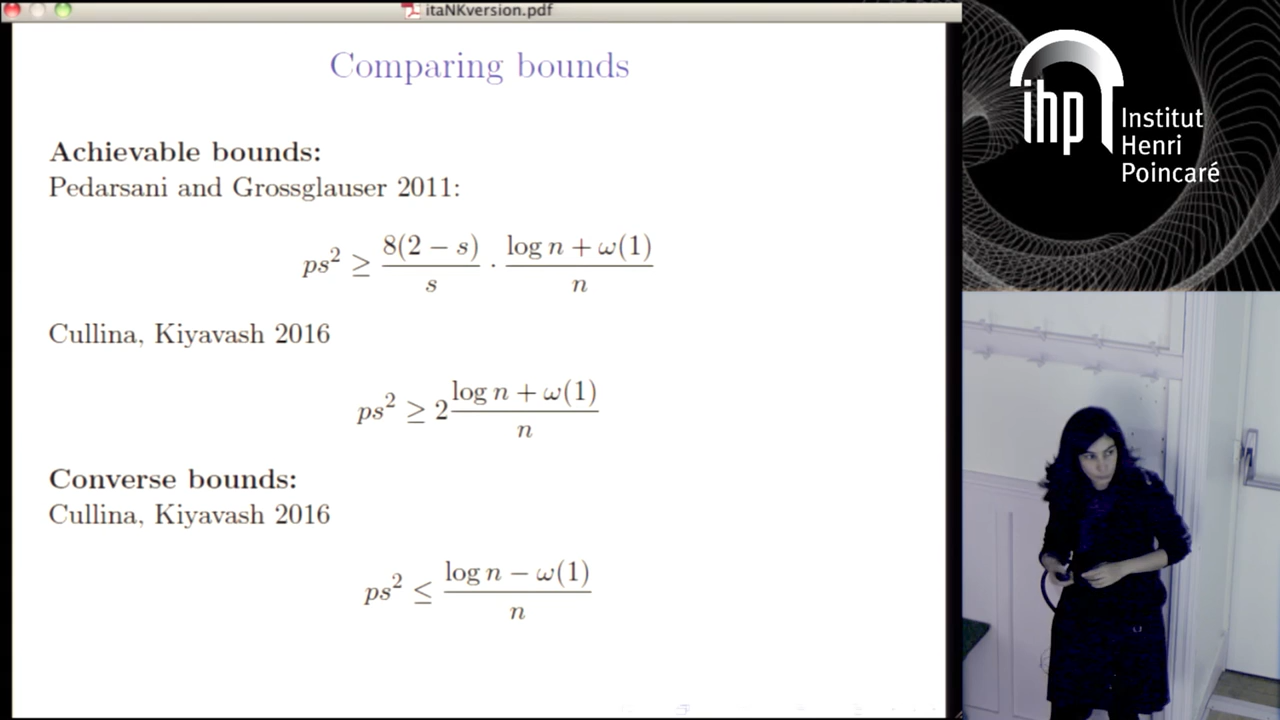 itaNKversion.pdf
Comparing bounds
Achievable bounds:
Pedarsani and Grossglauser 2011:
ps² ≥ 8(2 − s)/s · (log n + ω(1))/n
Cullina, Kiyavash 2016
ps² ≥ 2 (log n + ω(1))/n
Converse bounds:
Cullina, Kiyavash 2016
ps² ≤ (log n − ω(1))/n
ihp
Institut
Henri
Poincaré